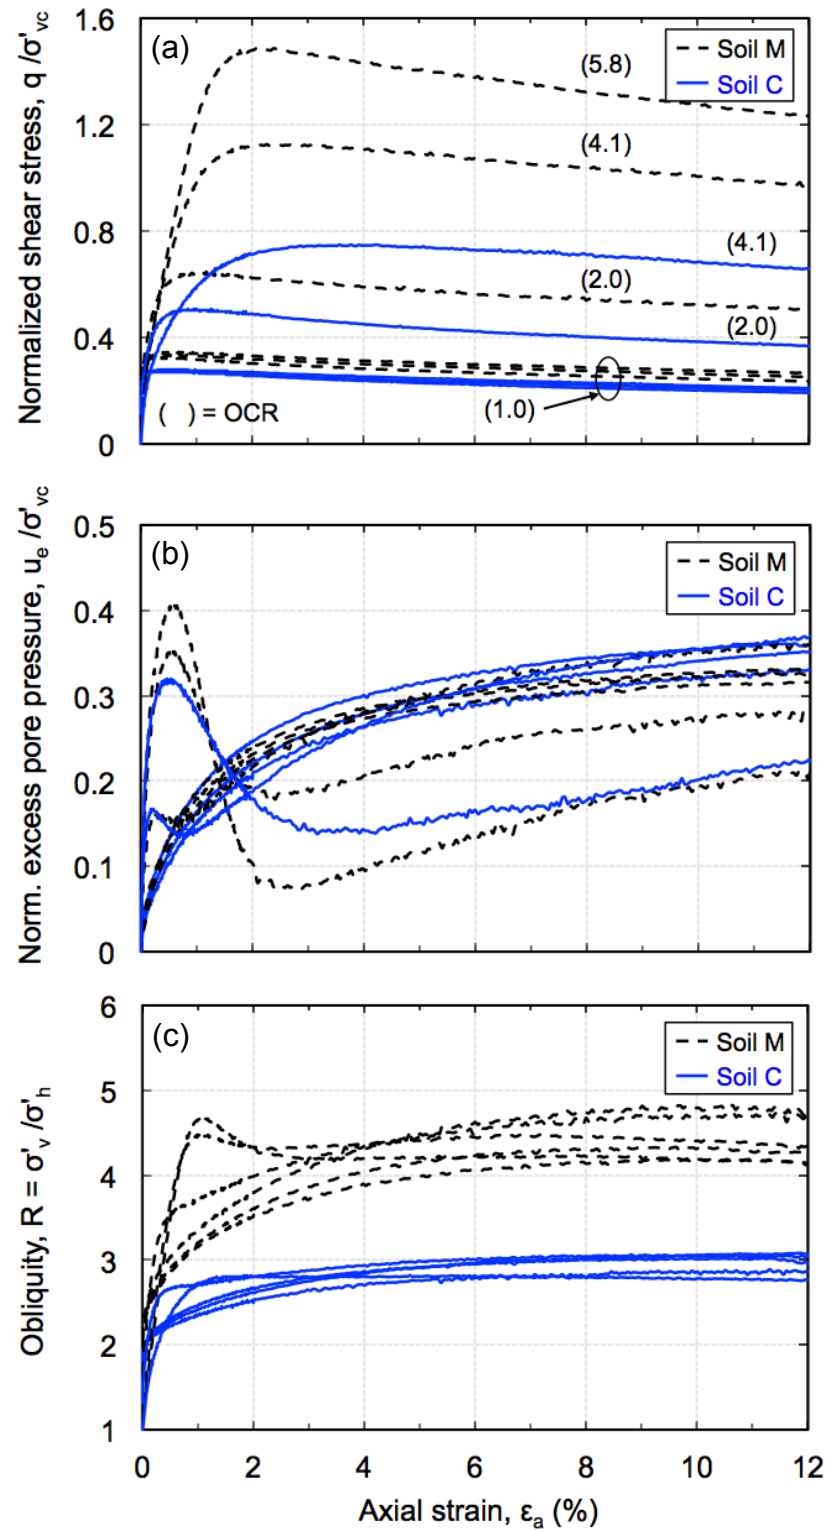 Normalized shear stress, q /σ'vc
1.6
1.2
0.8
0.4
0
(a)
Soil M
Soil C
(5.8)
(4.1)
(4.1)
(2.0)
(2.0)
(1.0)
( ) = OCR
Norm. excess pore pressure, ue /σ'vc
0.5
0.4
0.3
0.2
0.1
0
(b)
Soil M
Soil C
Obliquity, R = σ'v /σ'h
6
5
4
3
2
1
(c)
Soil M
Soil C
0 2 4 6 8 10 12
Axial strain, εa (%)